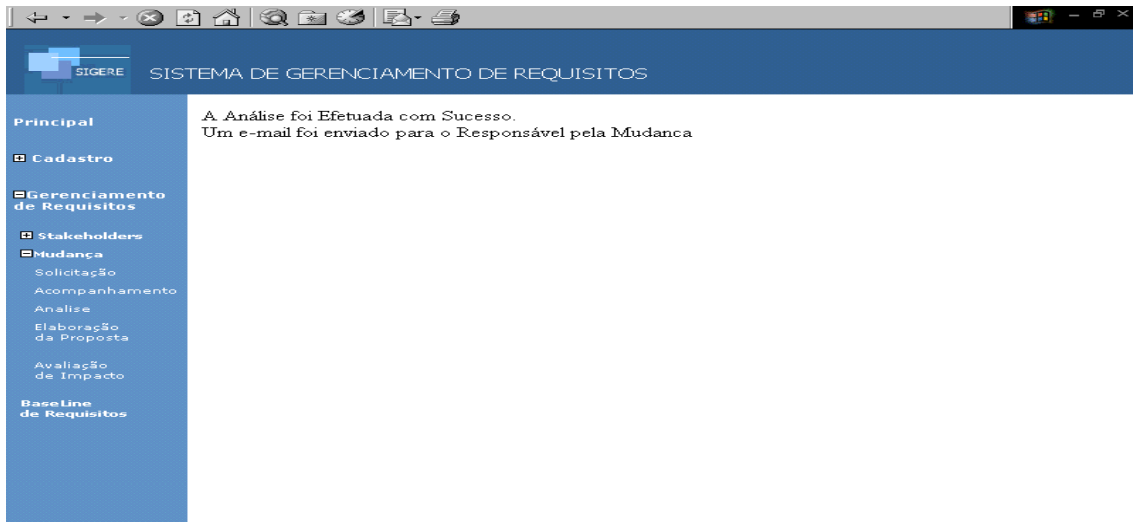 SIGERE
SISTEMA DE GERENCIAMENTO DE REQUISITOS
Principal
Cadastro
Gerenciamento
de Requisitos
Stakeholders
Mudança
Solicitação
Acompanhamento
Analise
Elaboração
da Proposta
Avaliação
de Impacto
BaseLine
de Requisitos
A Análise foi Efetuada com Sucesso.
Um e-mail foi enviado para o Responsável pela Mudanca